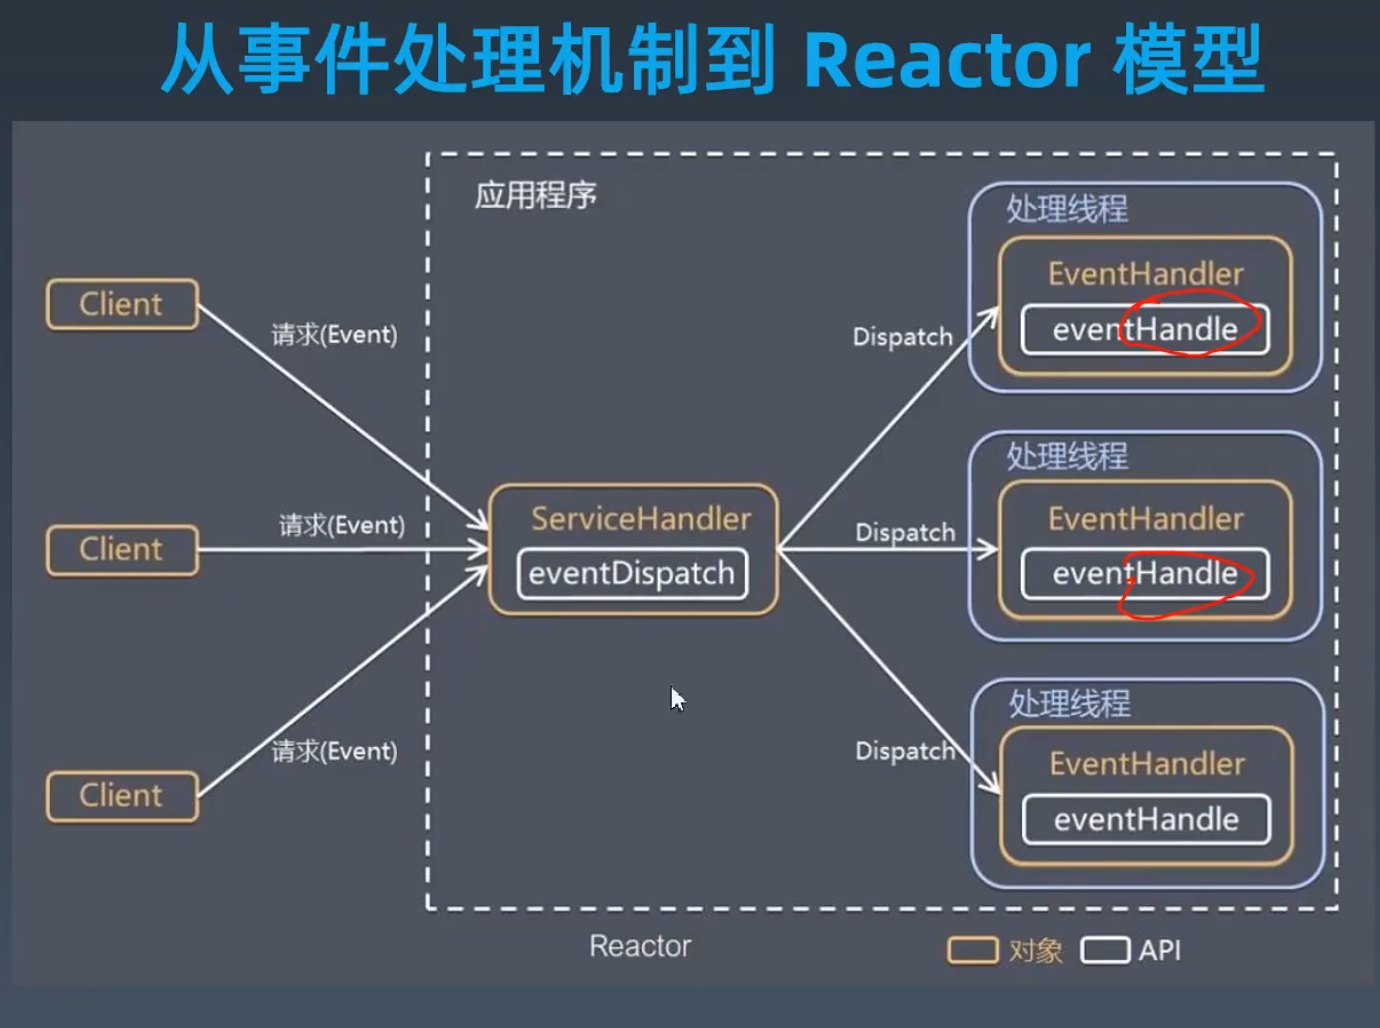 从事件处理机制到 Reactor 模型
应用程序
处理线程
EventHandler
eventHandle
Client
请求(Event)
Dispatch
处理线程
EventHandler
eventHandle
Client
请求(Event)
ServiceHandler
eventDispatch
Dispatch
处理线程
EventHandler
eventHandle
Client
请求(Event)
Dispatch
Reactor
对象
API